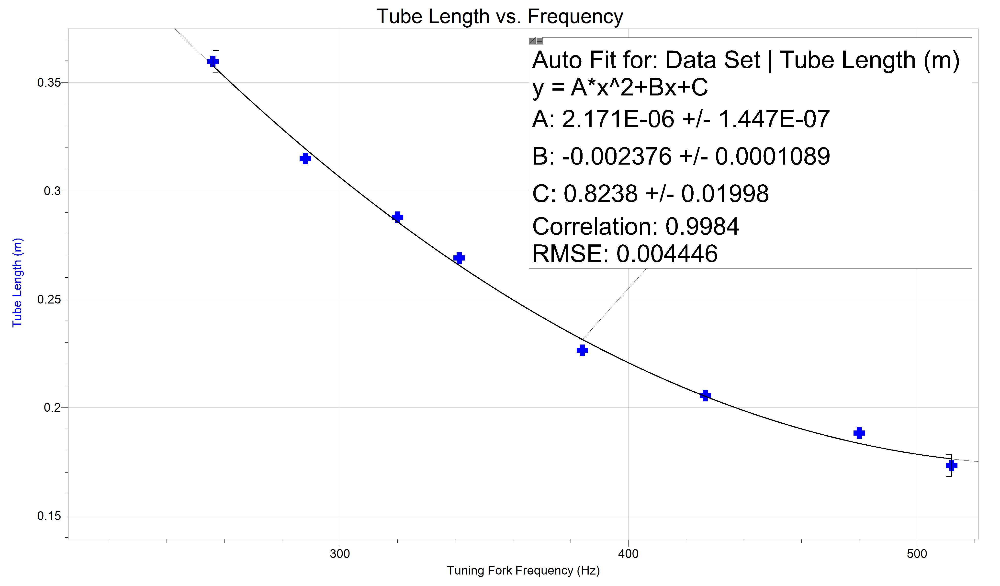 Tube Length vs. Frequency
Auto Fit for: Data Set | Tube Length (m)
y = A*x^2+Bx+C
A: 2.171E-06 +/- 1.447E-07
B: -0.002376 +/- 0.0001089
C: 0.8238 +/- 0.01998
Correlation: 0.9984
RMSE: 0.004446
Tube Length (m)
0.35
0.3
0.25
0.2
0.15
300
400
500
Tuning Fork Frequency (Hz)